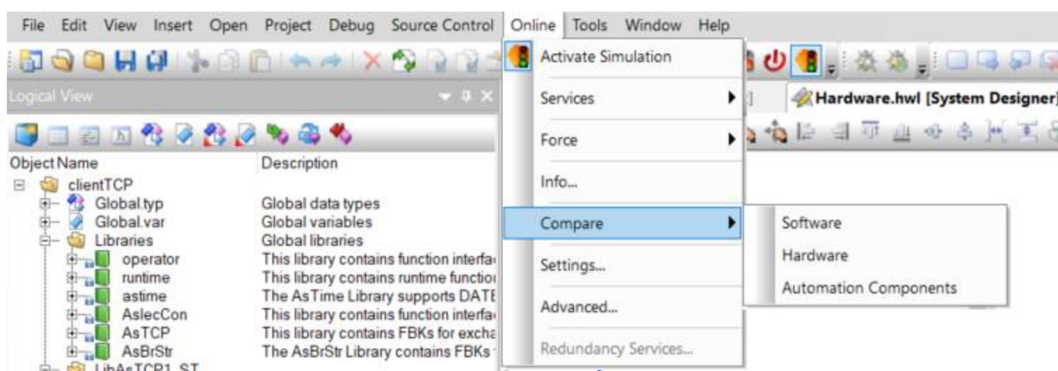 File Edit View Insert Open Project Debug Source Control Online Tools Window Help
Logical View
Hardware.hwl [System Designer]
Object Name Description
clientTCP
Global.typ Global data types
Global.var Global variables
Libraries Global libraries
operator This library contains function interfa
runtime This library contains runtime function
astime The AsTime Library supports DATE
AsIecCon This library contains function interfa
AsTCP This library contains FBKs for excha
AsBrStr The AsBrStr Library contains FBKs
LibAsTCP1_ST
Activate Simulation
Services
Force
Info...
Compare
Settings...
Advanced...
Redundancy Services...
Software
Hardware
Automation Components